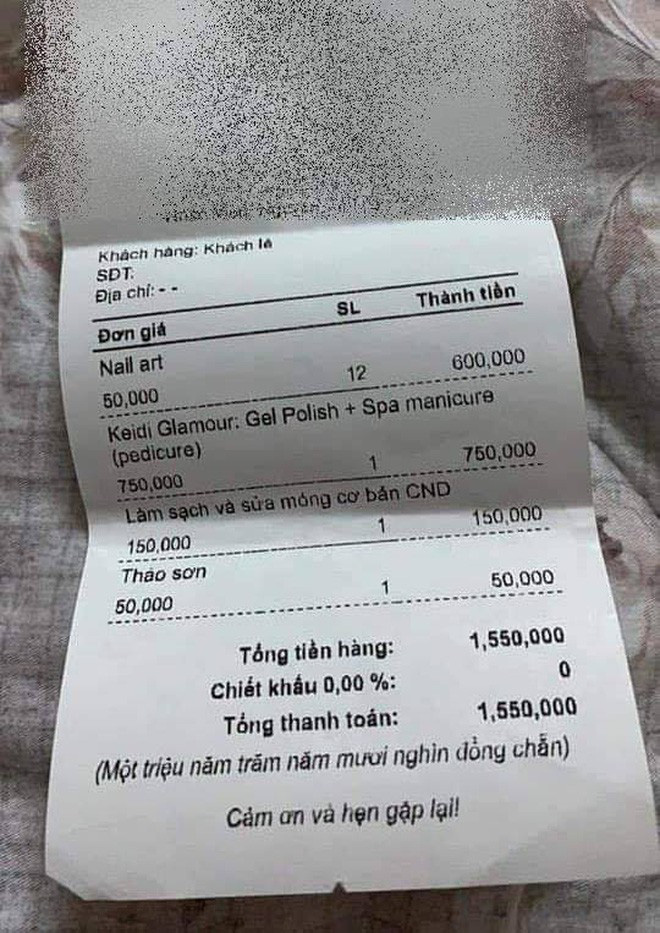 Khách hàng: Khách lẻ
SĐT:
Địa chỉ: - -
Đơn giá SL Thành tiền
Nail art
50,000 12 600,000
Keidi Glamour: Gel Polish + Spa manicure
(pedicure)
750,000 1 750,000
Làm sạch và sửa móng cơ bản CND
150,000 1 150,000
Tháo sơn
50,000 1 50,000
Tổng tiền hàng: 1,550,000
Chiết khấu 0,00 %: 0
Tổng thanh toán: 1,550,000
(Một triệu năm trăm năm mươi nghìn đồng chẵn)
Cảm ơn và hẹn gặp lại!